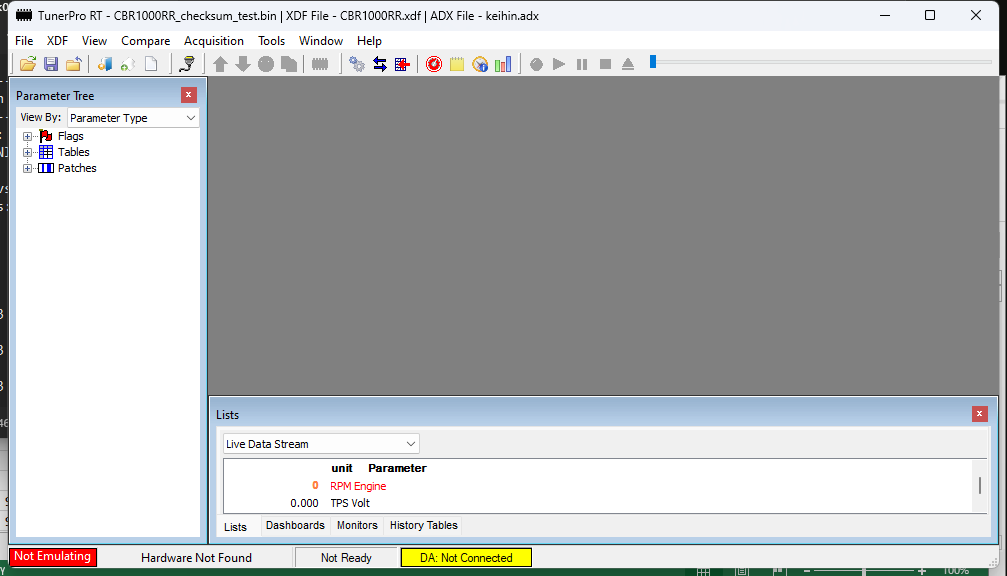 TunerPro RT - CBR1000RR_checksum_test.bin | XDF File - CBR1000RR.xdf | ADX File - keihin.adx
File XDF View Compare Acquisition Tools Window Help
Parameter Tree
View By: Parameter Type
Flags
Tables
Patches
Lists
Live Data Stream
unit Parameter
0 RPM Engine
0.000 TPS Volt
Lists Dashboards Monitors History Tables
Not Emulating Hardware Not Found Not Ready DA: Not Connected
100%